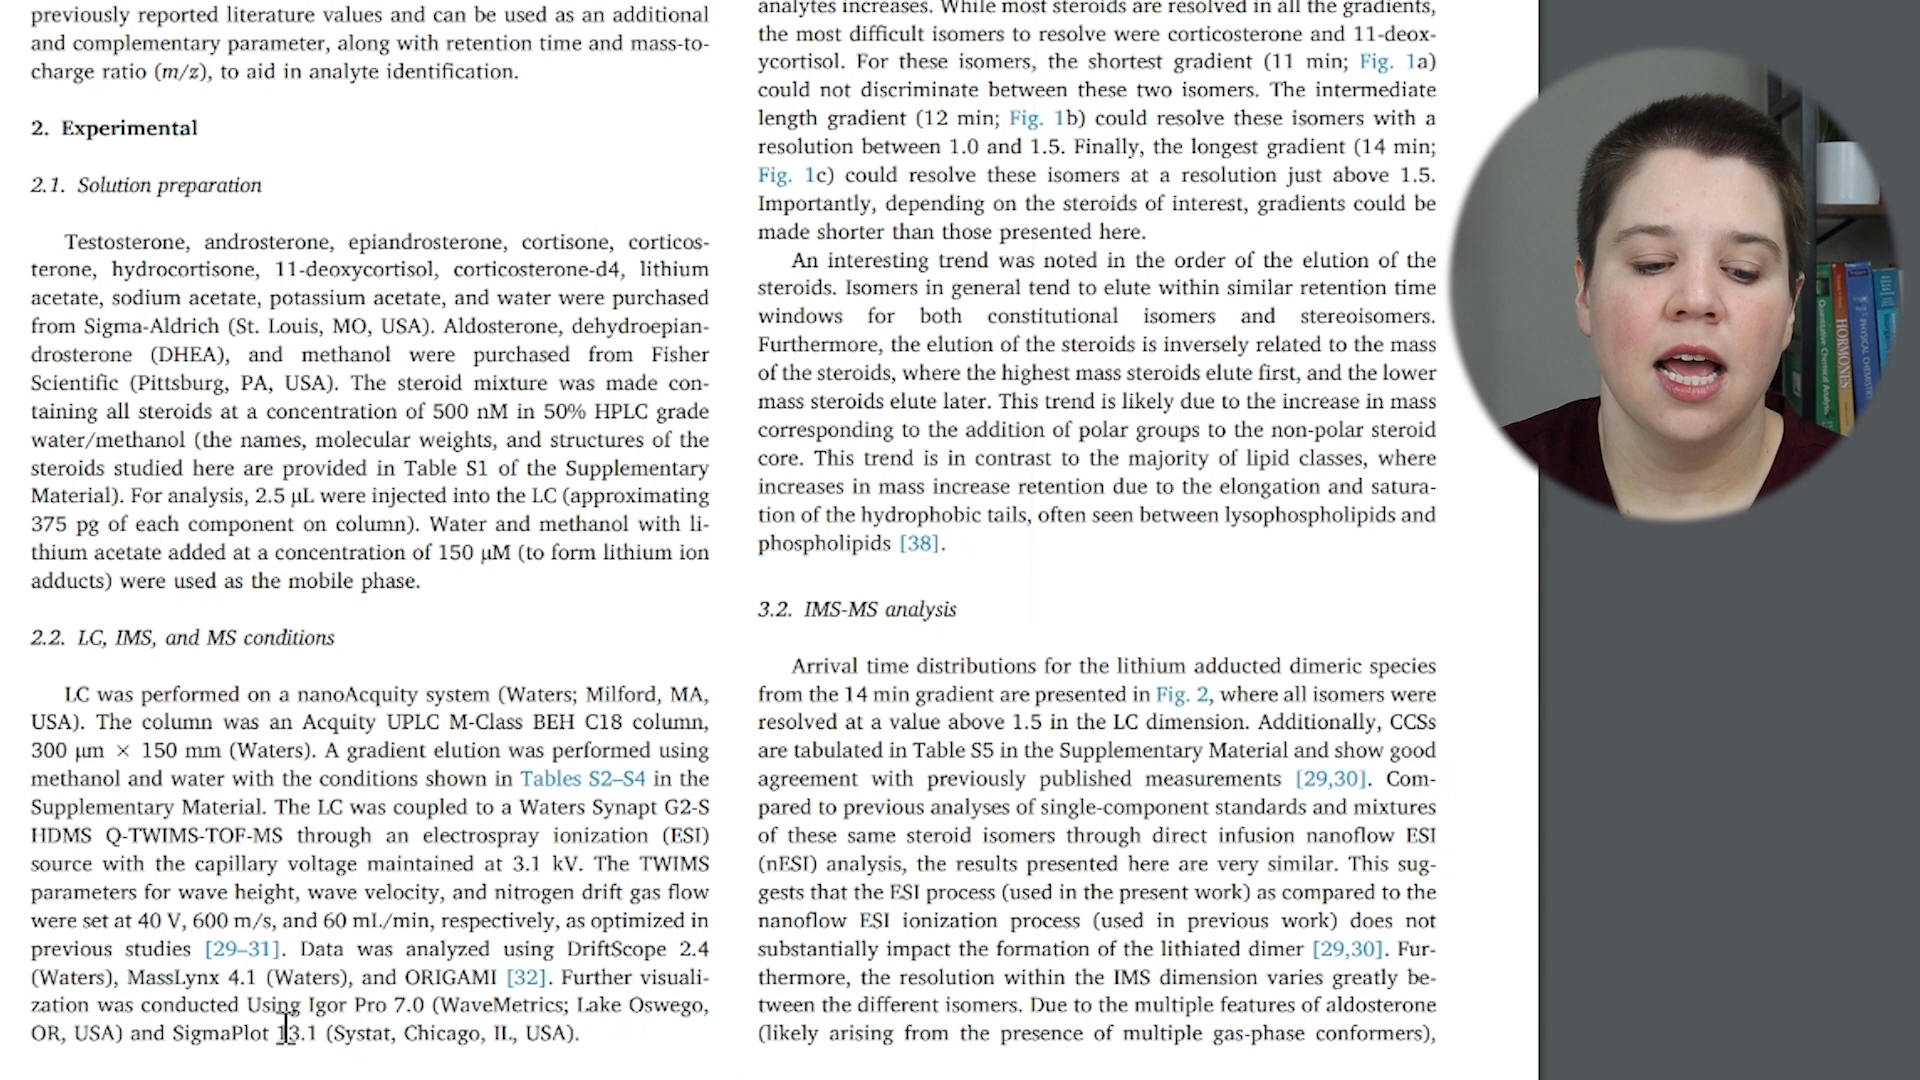 previously reported literature values and can be used as an additional
and complementary parameter, along with retention time and mass-to-
charge ratio (m/z), to aid in analyte identification.
2. Experimental
2.1. Solution preparation
Testosterone, androsterone, epiandrosterone, cortisone, corticos-
terone, hydrocortisone, 11-deoxycortisol, corticosterone-d4, lithium
acetate, sodium acetate, potassium acetate, and water were purchased
from Sigma-Aldrich (St. Louis, MO, USA). Aldosterone, dehydroepian-
drosterone (DHEA), and methanol were purchased from Fisher
Scientific (Pittsburg, PA, USA). The steroid mixture was made con-
taining all steroids at a concentration of 500 nM in 50% HPLC grade
water/methanol (the names, molecular weights, and structures of the
steroids studied here are provided in Table S1 of the Supplementary
Material). For analysis, 2.5 μL were injected into the LC (approximating
375 pg of each component on column). Water and methanol with li-
thium acetate added at a concentration of 150 μM (to form lithium ion
adducts) were used as the mobile phase.
2.2. LC, IMS, and MS conditions
LC was performed on a nanoAcquity system (Waters; Milford, MA,
USA). The column was an Acquity UPLC M-Class BEH C18 column,
300 μm × 150 mm (Waters). A gradient elution was performed using
methanol and water with the conditions shown in Tables S2–S4 in the
Supplementary Material. The LC was coupled to a Waters Synapt G2-S
HDMS Q-TWIMS-TOF-MS through an electrospray ionization (ESI)
source with the capillary voltage maintained at 3.1 kV. The TWIMS
parameters for wave height, wave velocity, and nitrogen drift gas flow
were set at 40 V, 600 m/s, and 60 mL/min, respectively, as optimized in
previous studies [29–31]. Data was analyzed using DriftScope 2.4
(Waters), MassLynx 4.1 (Waters), and ORIGAMI [32]. Further visuali-
zation was conducted Using Igor Pro 7.0 (WaveMetrics; Lake Oswego,
OR, USA) and SigmaPlot 13.1 (Systat, Chicago, IL, USA).
analytes increases. While most steroids are resolved in all the gradients,
the most difficult isomers to resolve were corticosterone and 11-deox-
ycortisol. For these isomers, the shortest gradient (11 min; Fig. 1a)
could not discriminate between these two isomers. The intermediate
length gradient (12 min; Fig. 1b) could resolve these isomers with a
resolution between 1.0 and 1.5. Finally, the longest gradient (14 min;
Fig. 1c) could resolve these isomers at a resolution just above 1.5.
Importantly, depending on the steroids of interest, gradients could be
made shorter than those presented here.
An interesting trend was noted in the order of the elution of the
steroids. Isomers in general tend to elute within similar retention time
windows for both constitutional isomers and stereoisomers.
Furthermore, the elution of the steroids is inversely related to the mass
of the steroids, where the highest mass steroids elute first, and the lower
mass steroids elute later. This trend is likely due to the increase in mass
corresponding to the addition of polar groups to the non-polar steroid
core. This trend is in contrast to the majority of lipid classes, where
increases in mass increase retention due to the elongation and satura-
tion of the hydrophobic tails, often seen between lysophospholipids and
phospholipids [38].
3.2. IMS-MS analysis
Arrival time distributions for the lithium adducted dimeric species
from the 14 min gradient are presented in Fig. 2, where all isomers were
resolved at a value above 1.5 in the LC dimension. Additionally, CCSs
are tabulated in Table S5 in the Supplementary Material and show good
agreement with previously published measurements [29,30]. Com-
pared to previous analyses of single-component standards and mixtures
of these same steroid isomers through direct infusion nanoflow ESI
(nESI) analysis, the results presented here are very similar. This sug-
gests that the ESI process (used in the present work) as compared to the
nanoflow ESI ionization process (used in previous work) does not
substantially impact the formation of the lithiated dimer [29,30]. Fur-
thermore, the resolution within the IMS dimension varies greatly be-
tween the different isomers. Due to the multiple features of aldosterone
(likely arising from the presence of multiple gas-phase conformers),
Quantitative Chemical Analysis
HORMONES
PHYSICAL CHEMISTRY